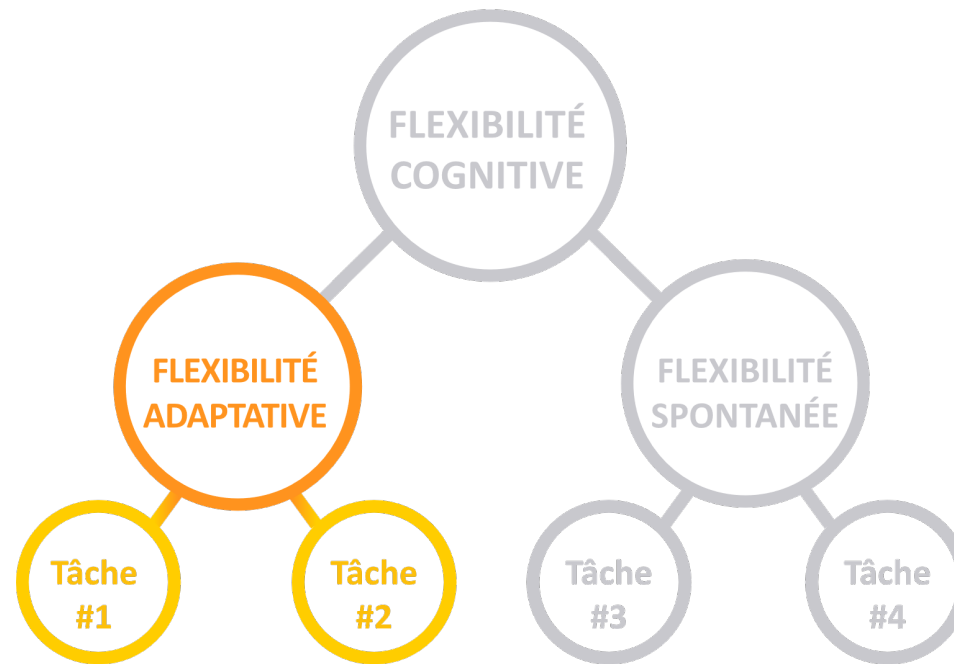 FLEXIBILITÉ
COGNITIVE
FLEXIBILITÉ
ADAPTATIVE
FLEXIBILITÉ
SPONTANÉE
Tâche
#1
Tâche
#2
Tâche
#3
Tâche
#4